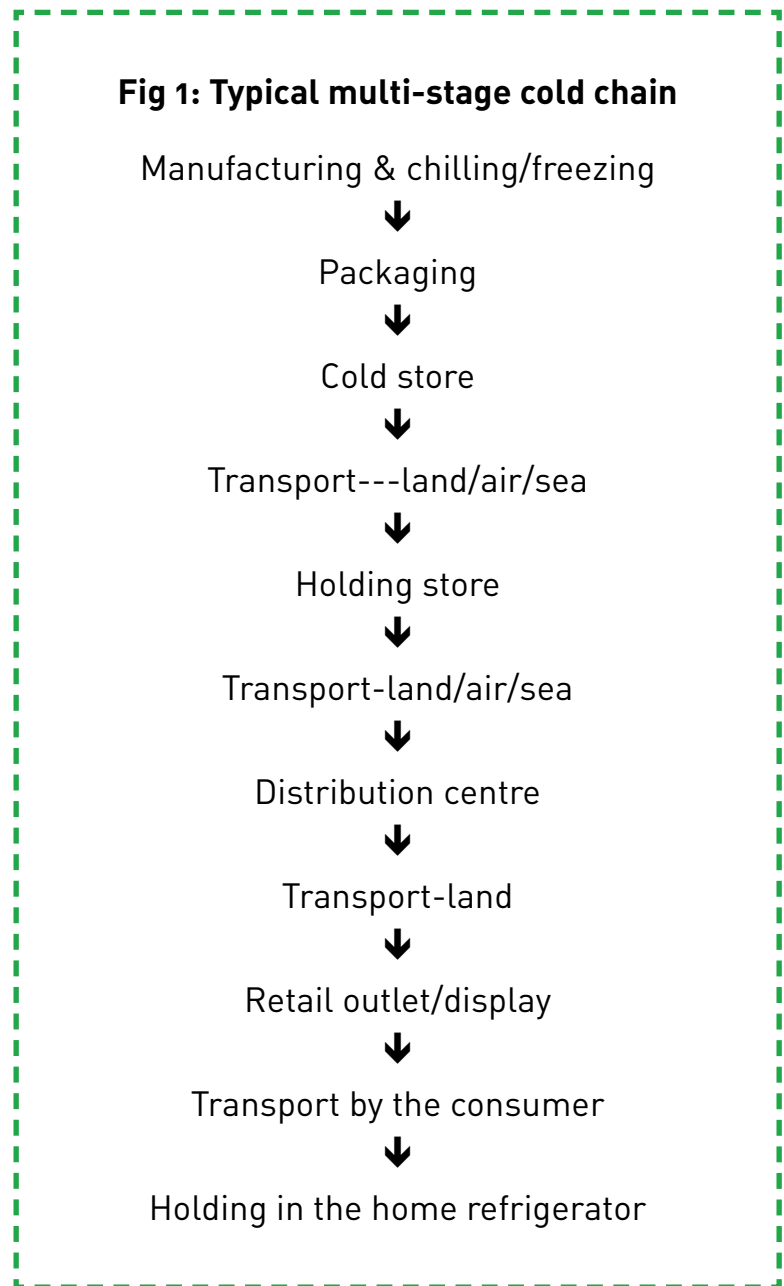 Fig 1: Typical multi-stage cold chain
Manufacturing & chilling/freezing
Packaging
Cold store
Transport---land/air/sea
Holding store
Transport-land/air/sea
Distribution centre
Transport-land
Retail outlet/display
Transport by the consumer
Holding in the home refrigerator